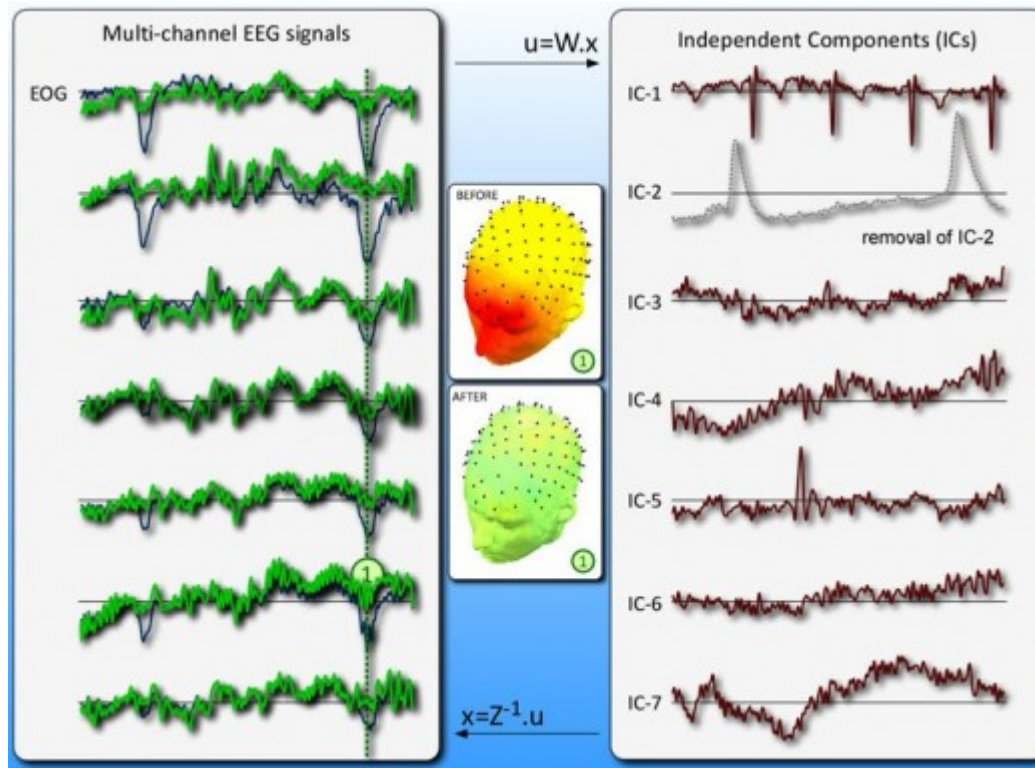 Multi-channel EEG signals
EOG
1
u=W.x
BEFORE
1
AFTER
1
x=Z⁻¹.u
Independent Components (ICs)
IC-1
IC-2
removal of IC-2
IC-3
IC-4
IC-5
IC-6
IC-7